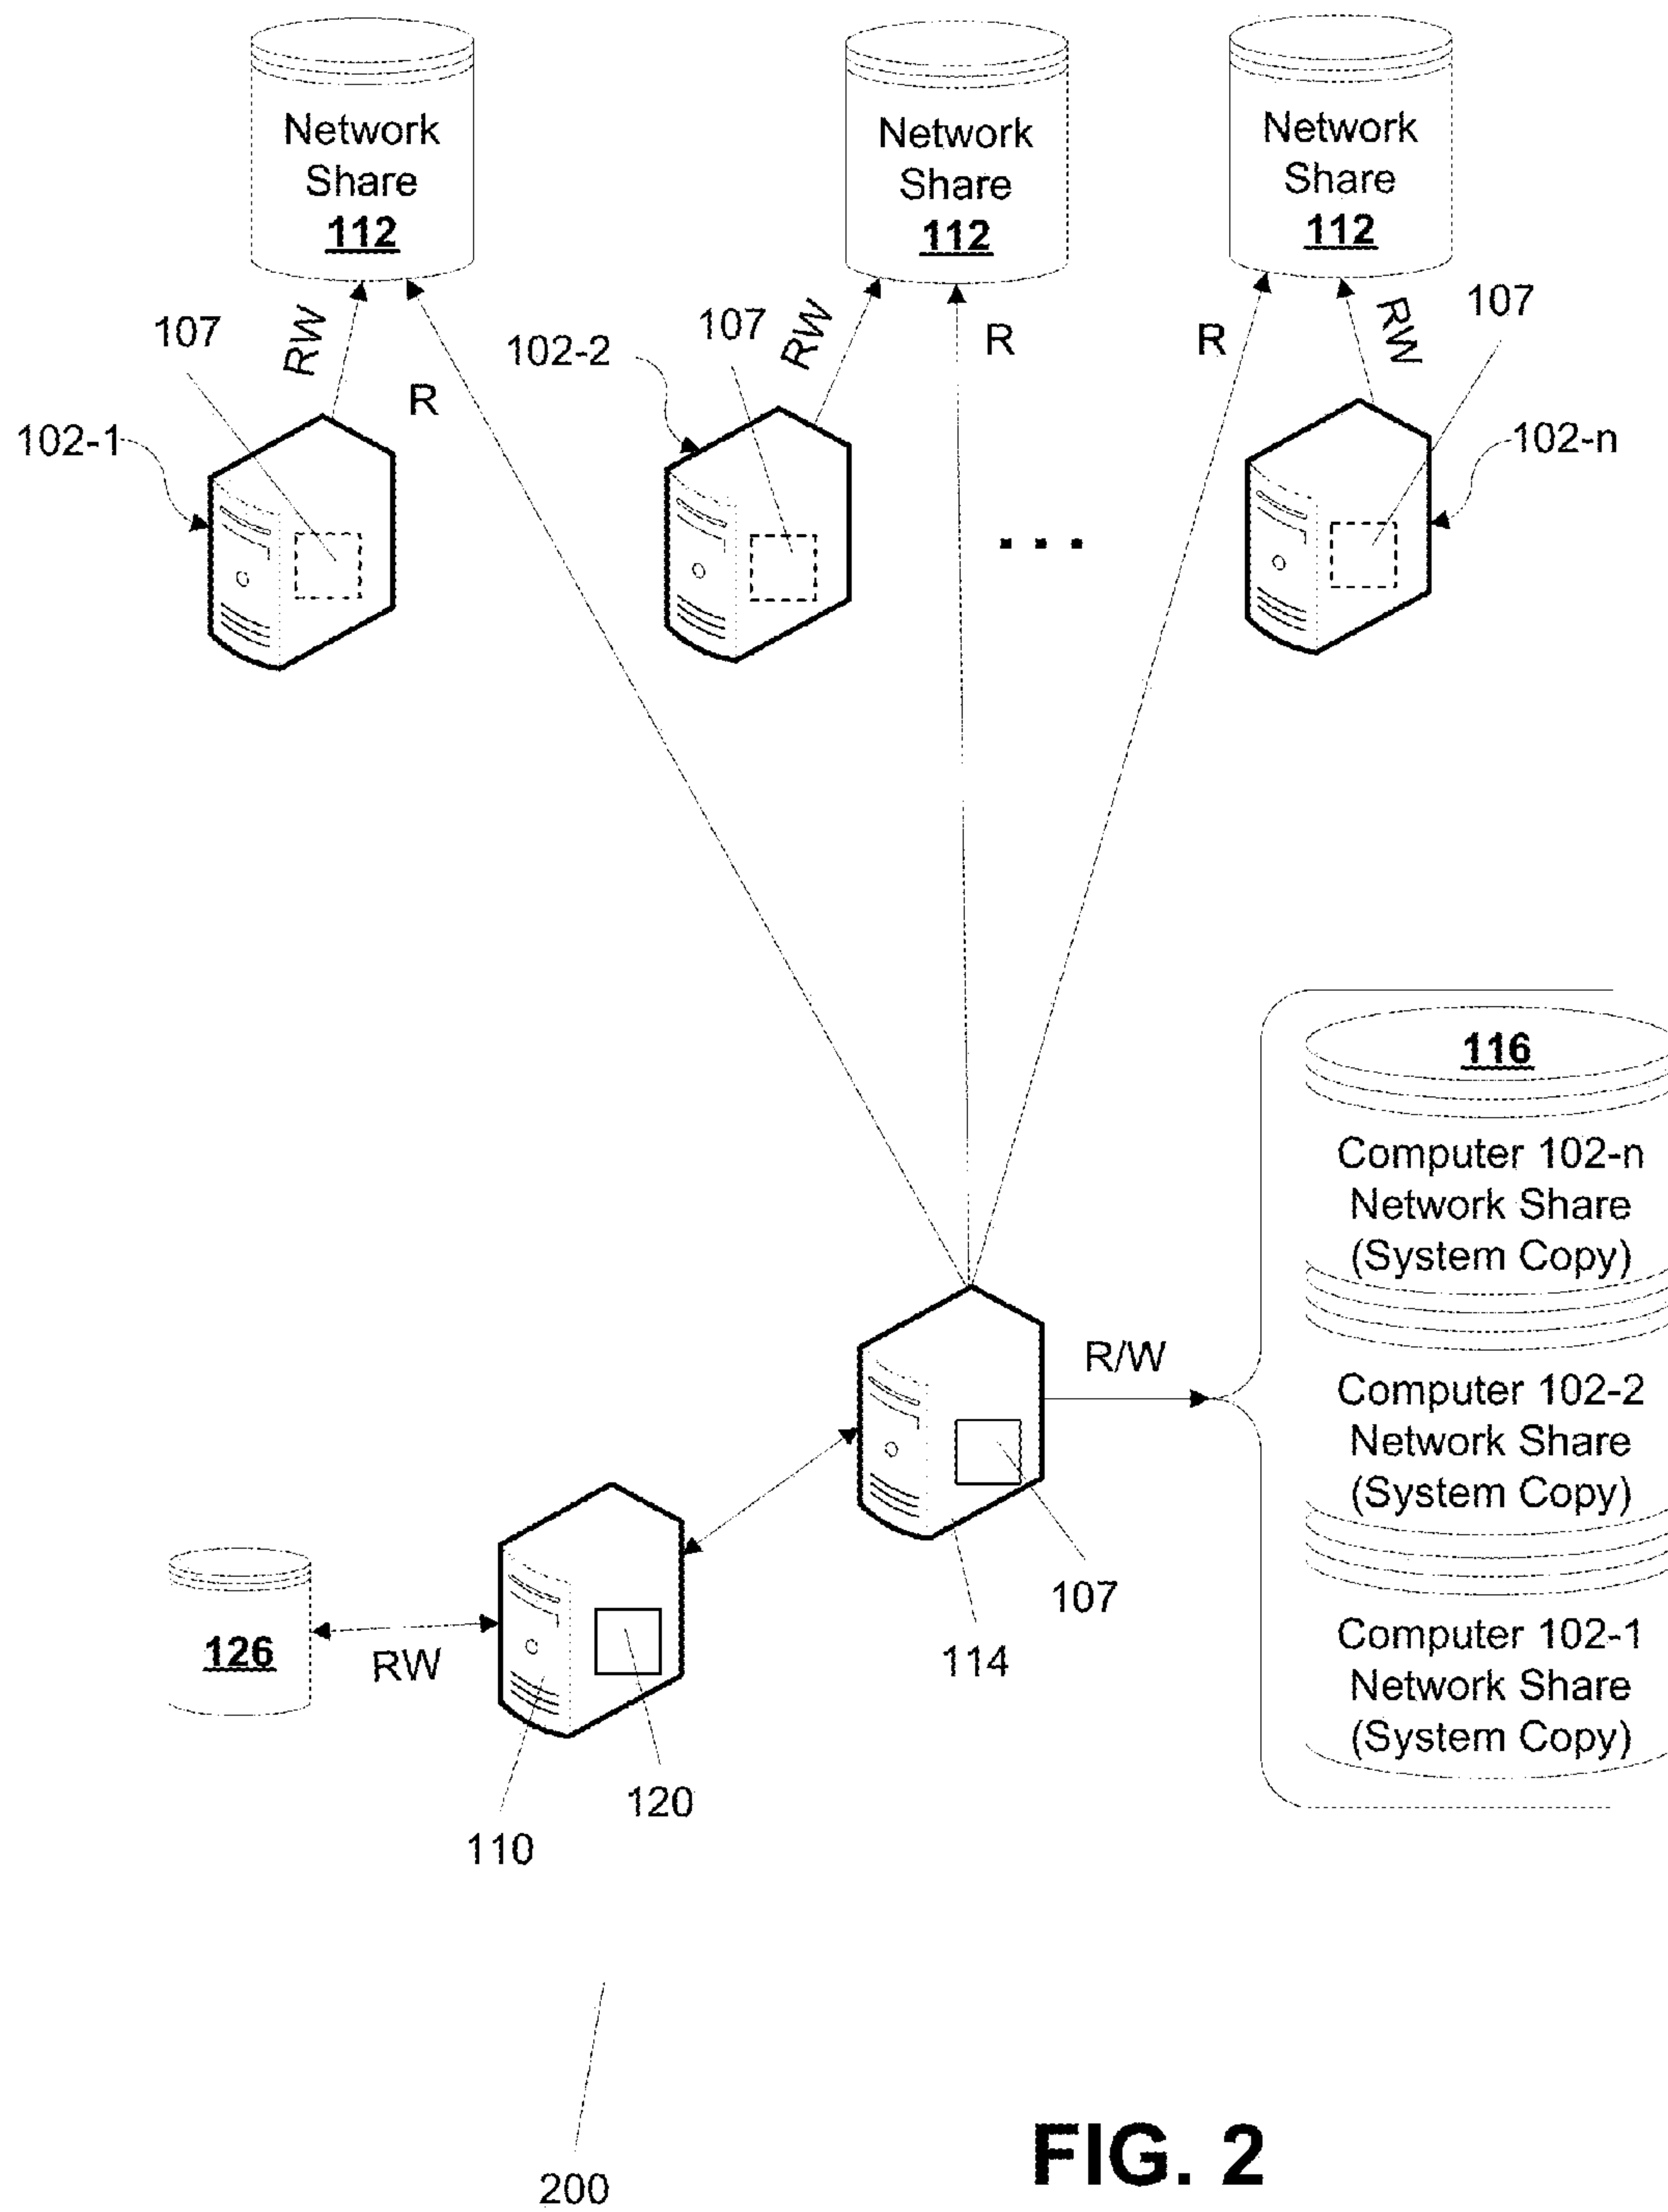 Network
Share
112
Network
Share
112
Network
Share
112
107
RW
R
102-1
102-2
107
RW
R
R
RW
107
102-n
...
116
Computer 102-n
Network Share
(System Copy)
R/W
Computer 102-2
Network Share
(System Copy)
107
114
Computer 102-1
Network Share
(System Copy)
126
RW
120
110
200
FIG. 2